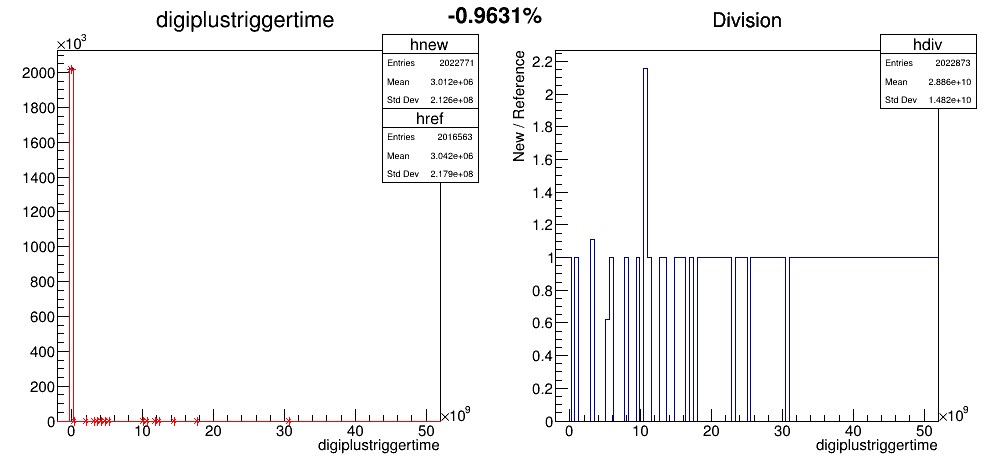 digiplustriggertime
-0.9631%
Division
×10³
hnew
Entries 2022771
Mean 3.012e+06
Std Dev 2.126e+08
href
Entries 2016563
Mean 3.042e+06
Std Dev 2.179e+08
2000
1800
1600
1400
1200
1000
800
600
400
200
0
0 10 20 30 40 50
×10⁹
digiplustriggertime
hdiv
Entries 2022873
Mean 2.886e+10
Std Dev 1.482e+10
New / Reference
2.2
2
1.8
1.6
1.4
1.2
1
0.8
0.6
0.4
0.2
0
0 10 20 30 40 50
×10⁹
digiplustriggertime